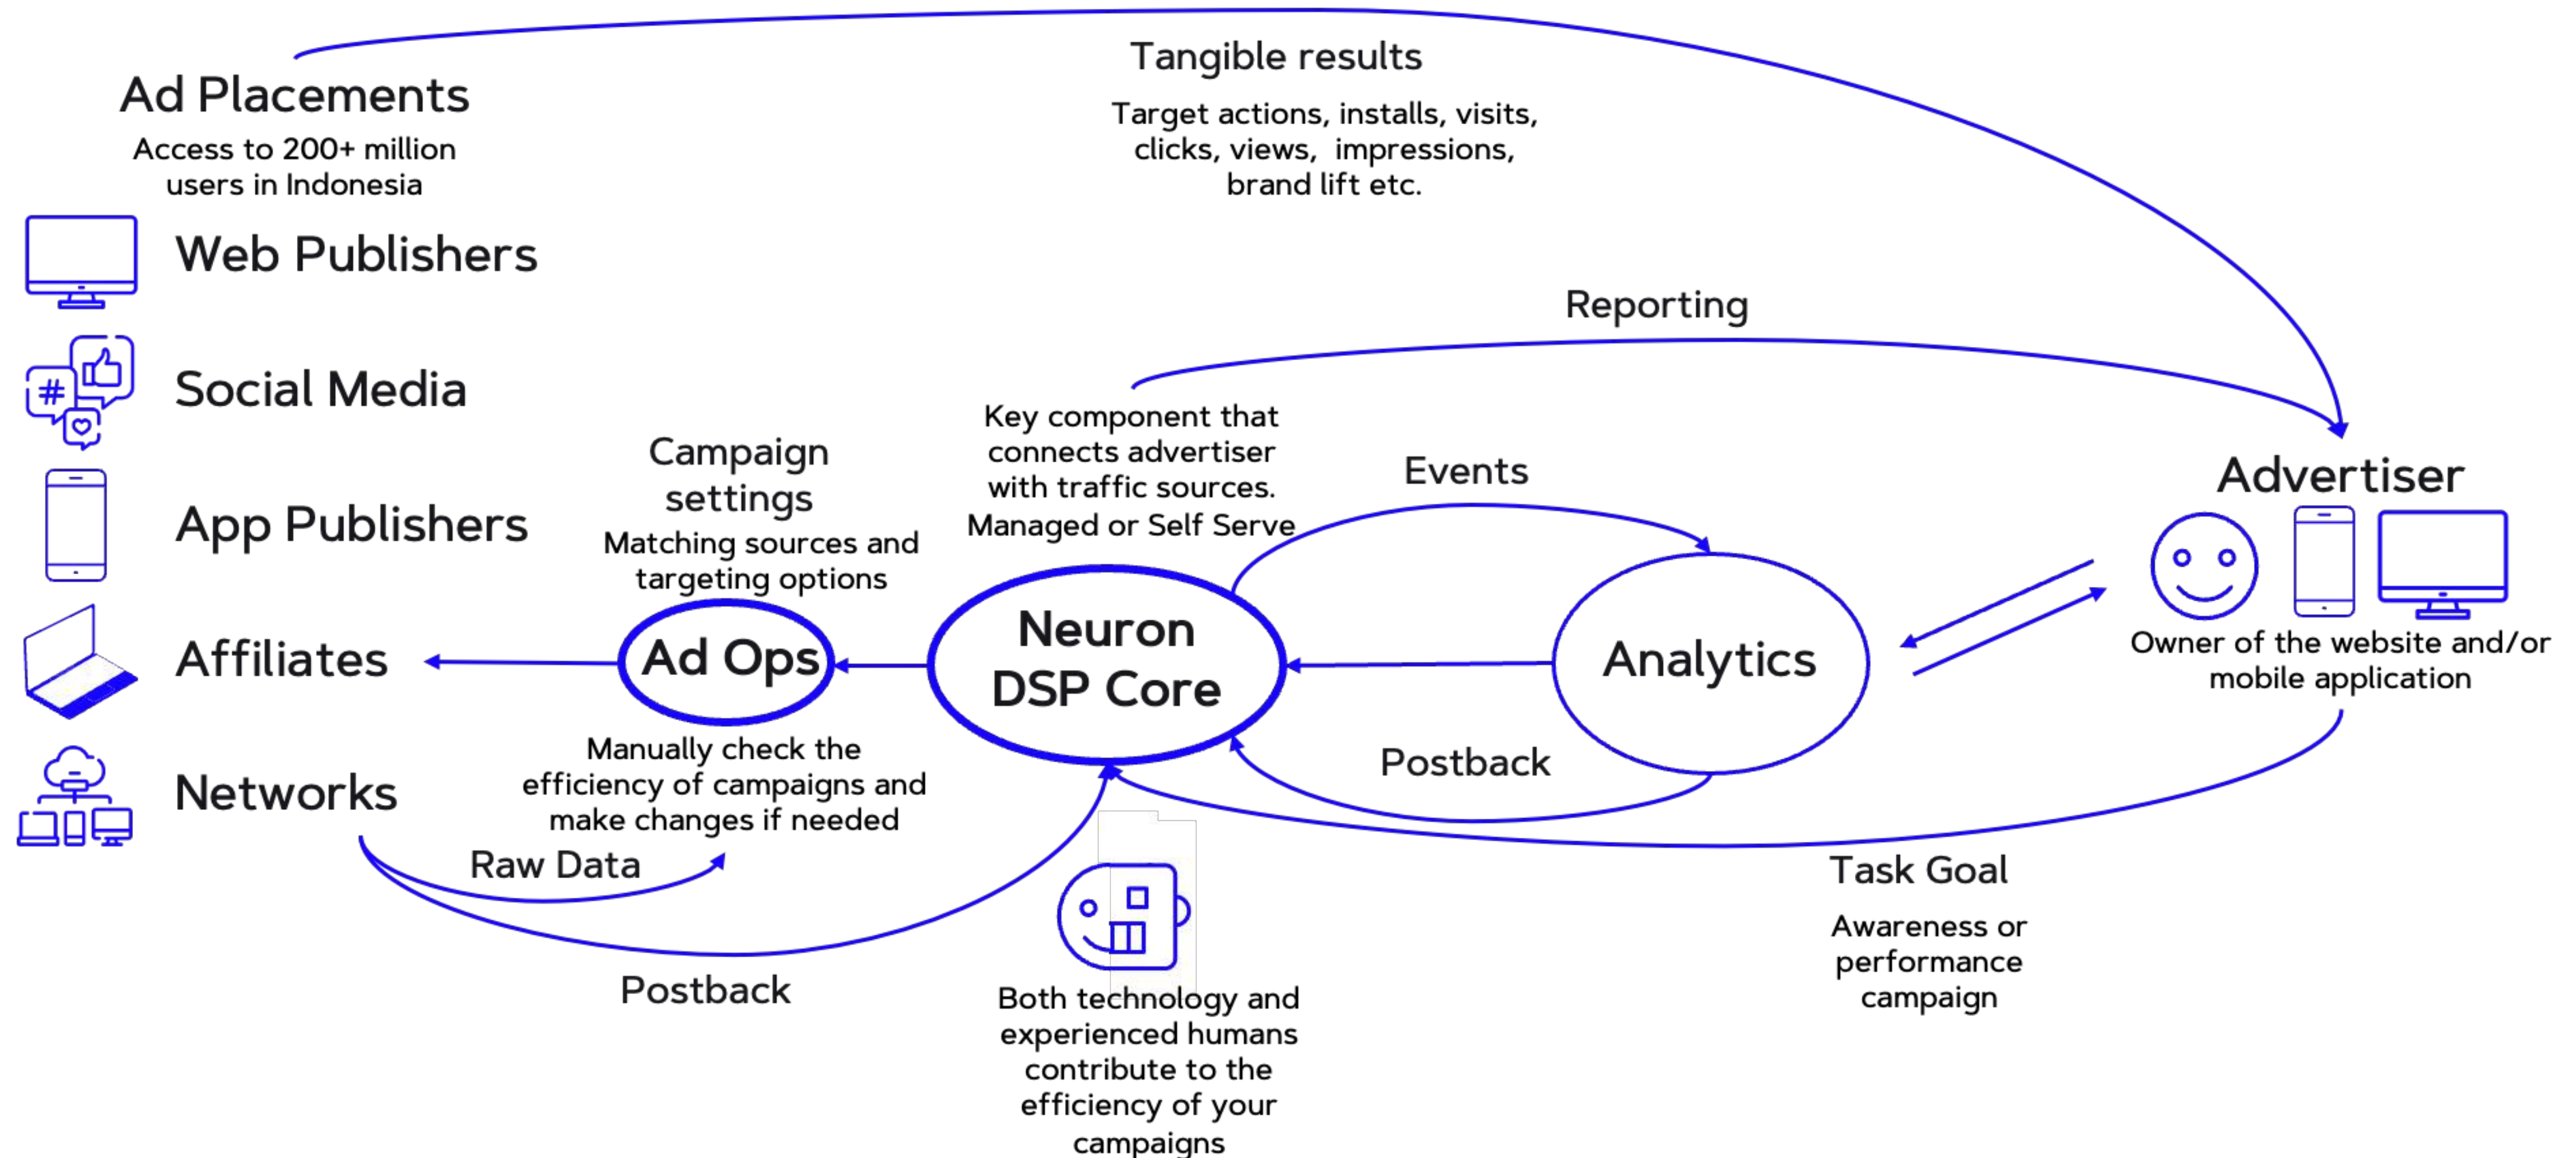 Ad Placements
Access to 200+ million
users in Indonesia
Web Publishers
Social Media
App Publishers
Affiliates
Networks
Tangible results
Target actions, installs, visits,
clicks, views, impressions,
brand lift etc.
Reporting
Campaign
settings
Matching sources and
targeting options
Ad Ops
Manually check the
efficiency of campaigns and
make changes if needed
Raw Data
Postback
Key component that
connects advertiser
with traffic sources.
Managed or Self Serve
Neuron
DSP Core
Both technology and
experienced humans
contribute to the
efficiency of your
campaigns
Events
Analytics
Postback
Advertiser
Owner of the website and/or
mobile application
Task Goal
Awareness or
performance
campaign
#